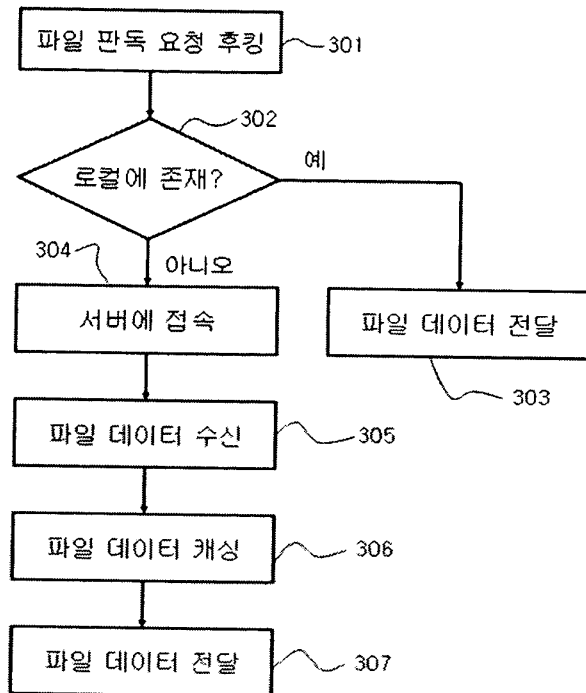 파일 판독 요청 후킹
301
302
로컬에 존재?
예
304
아니오
서버에 접속
파일 데이터 전달
303
파일 데이터 수신
305
파일 데이터 캐싱
306
파일 데이터 전달
307